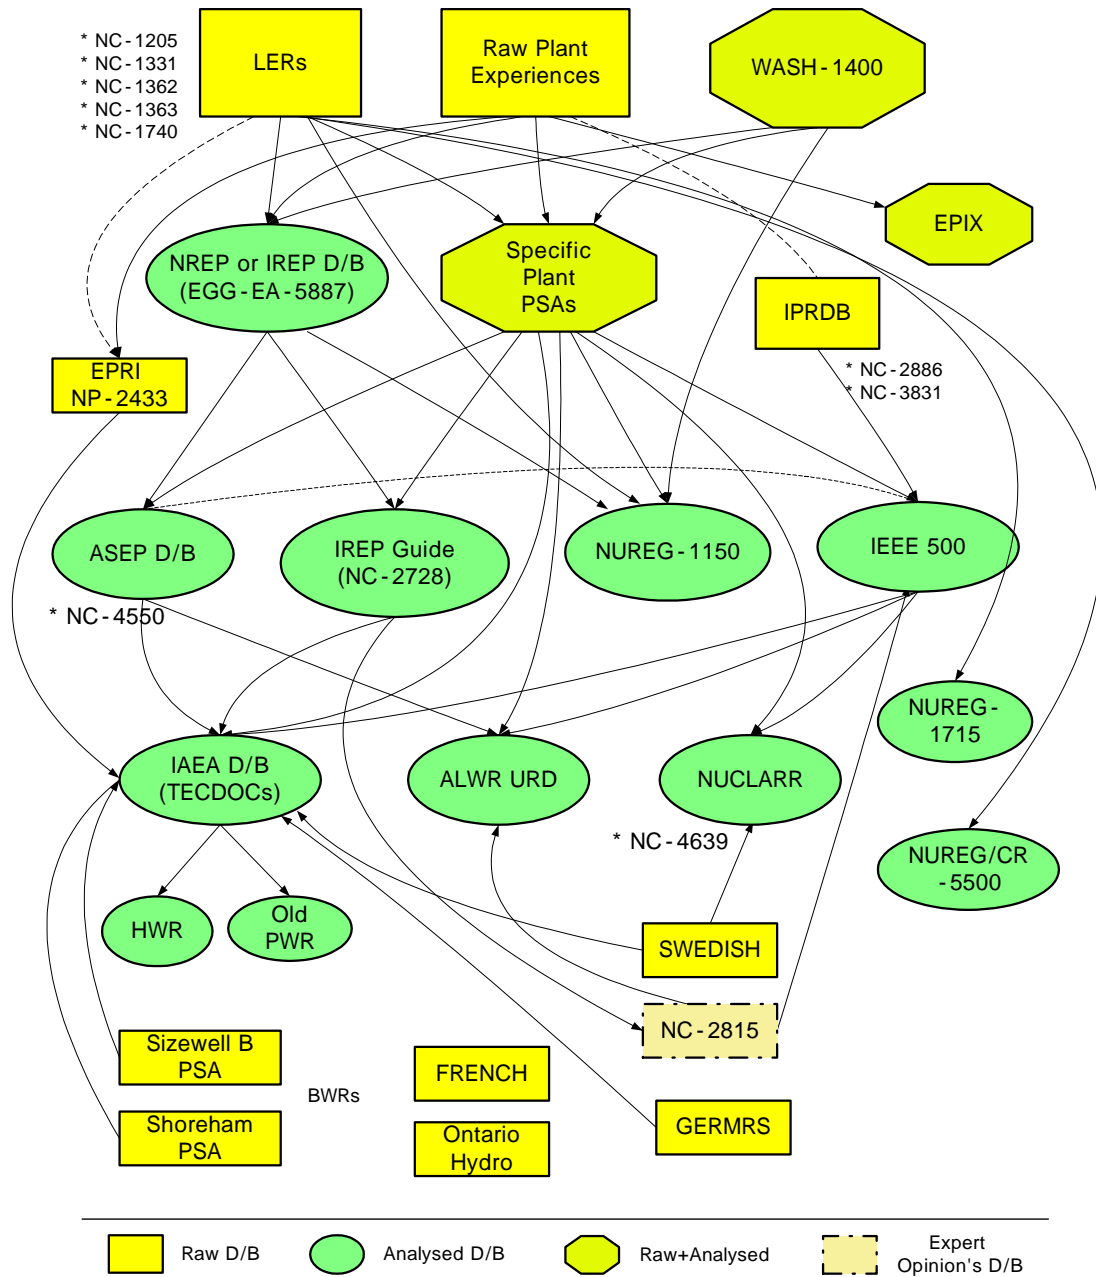 * NC-1205
* NC-1331
* NC-1362
* NC-1363
* NC-1740
LERs
Raw Plant
Experiences
WASH-1400
EPIX
NREP or IREP D/B
(EGG-EA-5887)
Specific
Plant
PSAs
IPRDB
* NC-2886
* NC-3831
EPRI
NP-2433
ASEP D/B
* NC-4550
IREP Guide
(NC-2728)
NUREG-1150
IEEE 500
NUREG-
1715
IAEA D/B
(TECDOCs)
ALWR URD
NUCLARR
* NC-4639
NUREG/CR
-5500
HWR
Old
PWR
SWEDISH
NC-2815
Sizewell B
PSA
BWRs
FRENCH
Shoreham
PSA
Ontario
Hydro
GERMRS
Raw D/B
Analysed D/B
Raw+Analysed
Expert
Opinion's D/B